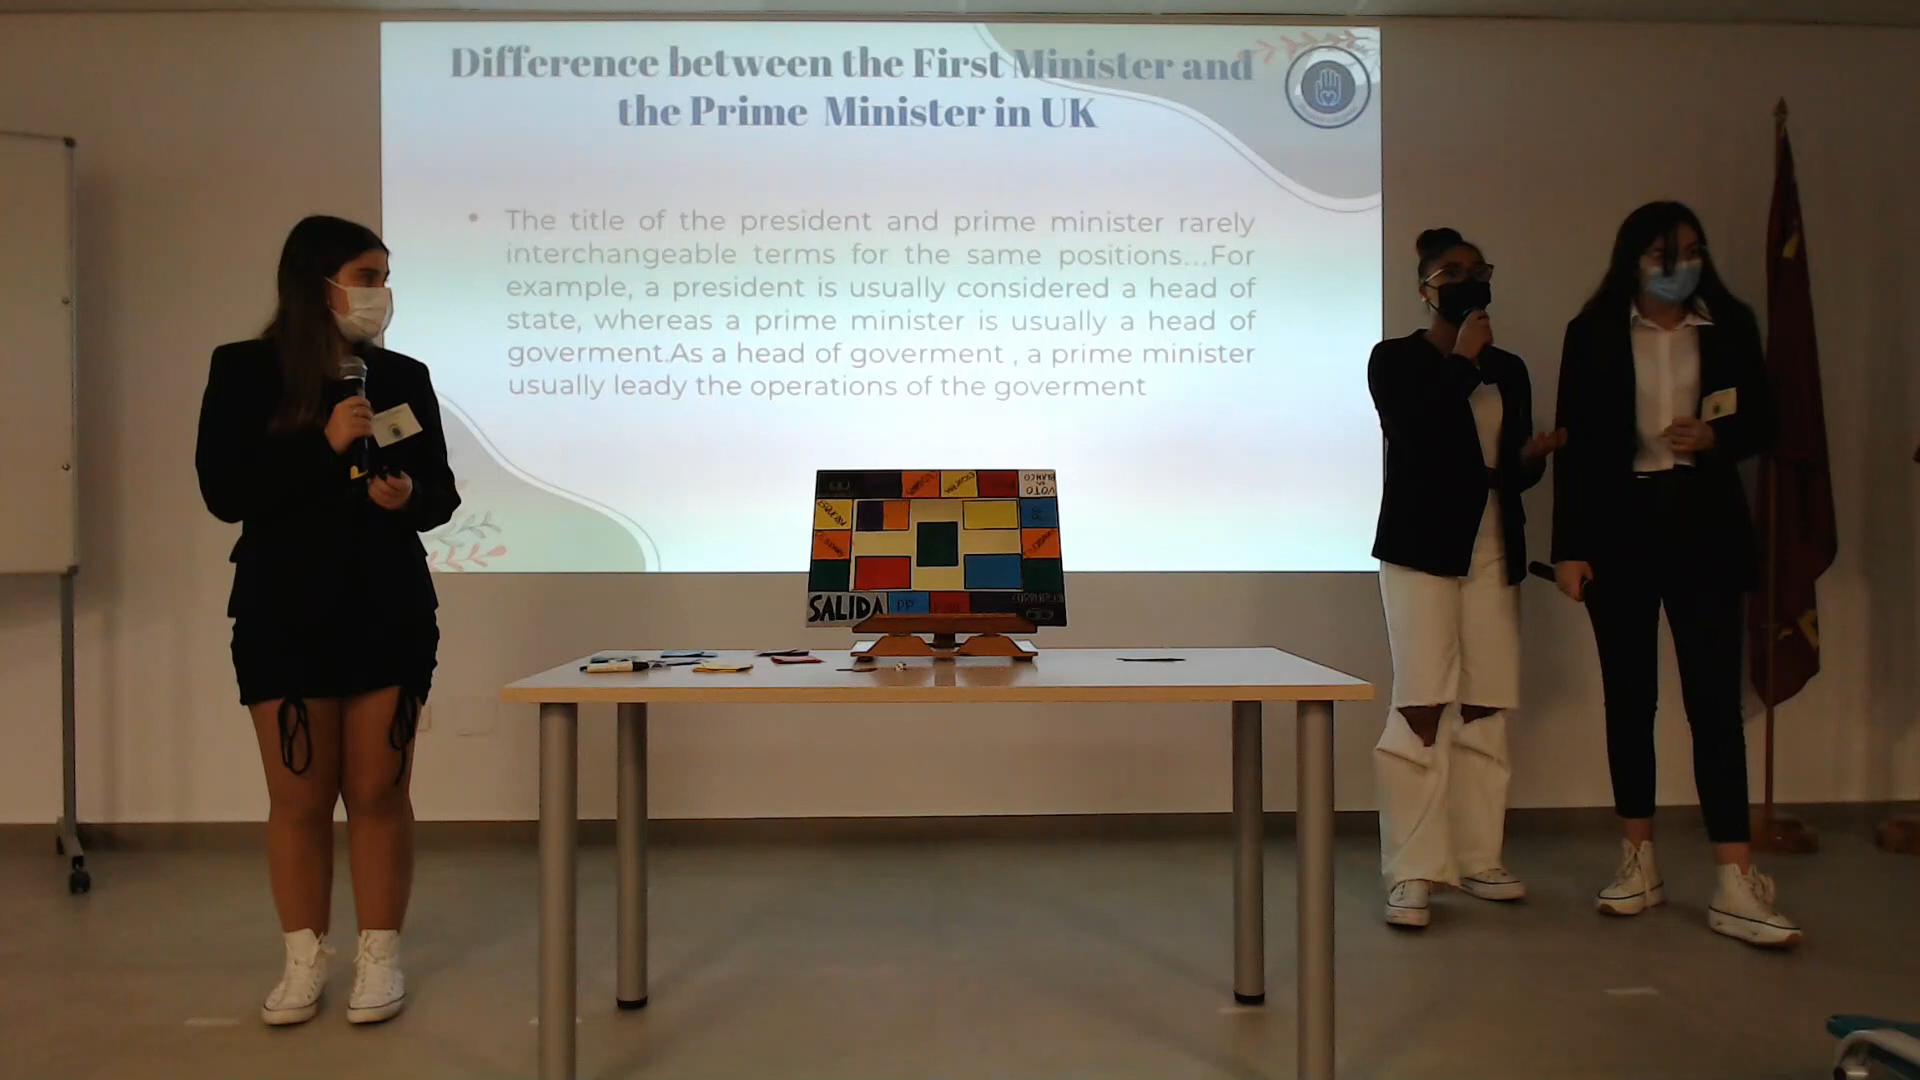 Difference between the First Minister and
the Prime Minister in UK
• The title of the president and prime minister rarely
interchangeable terms for the same positions...For
example, a president is usually considered a head of
state, whereas a prime minister is usually a head of
goverment.As a head of goverment , a prime minister
usually leady the operations of the goverment
VOTO
EN
BLANCO
SALIDA
PP